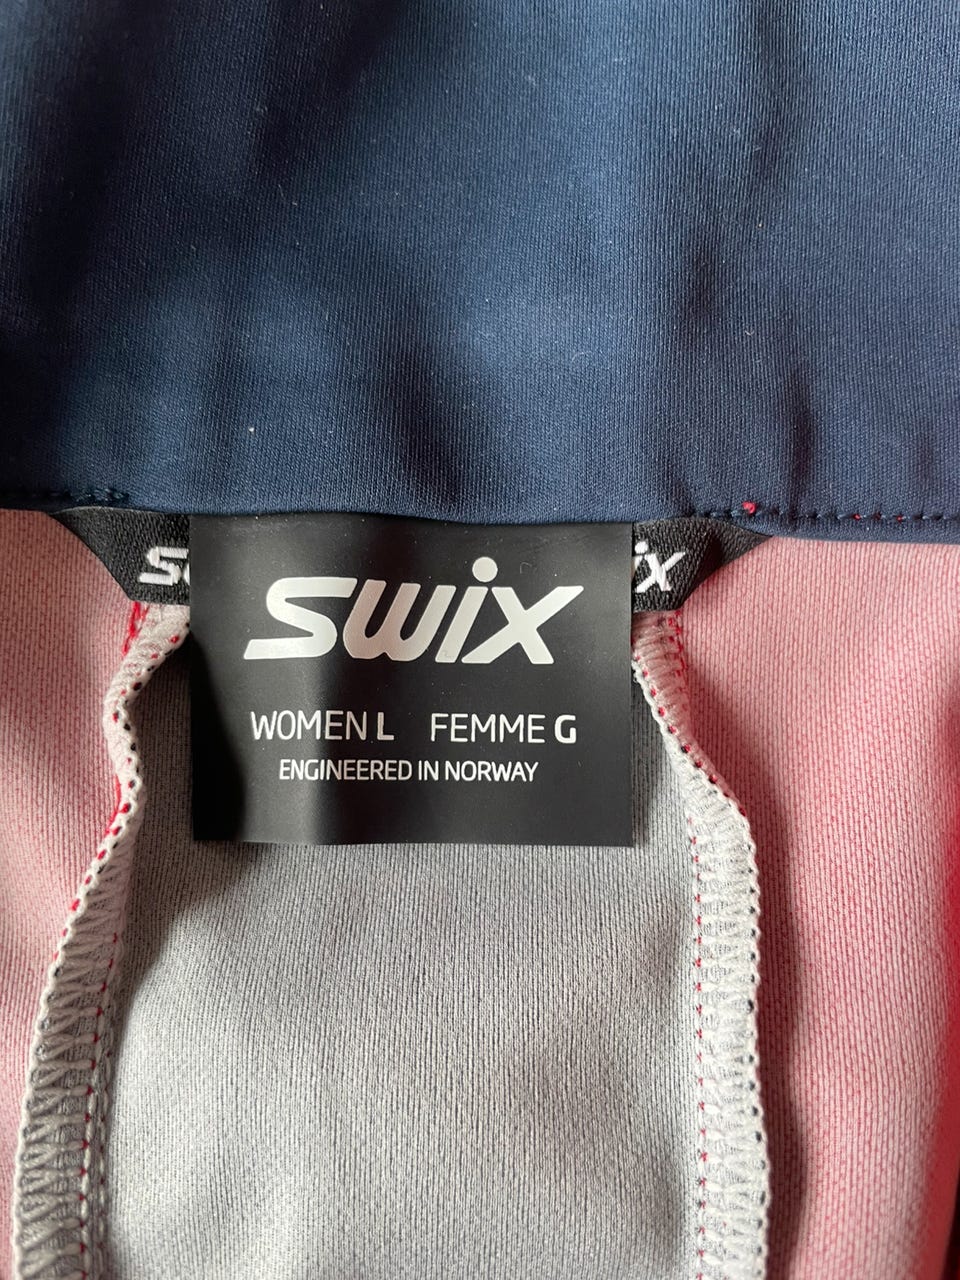 swix
WOMEN L FEMME G
ENGINEERED IN NORWAY